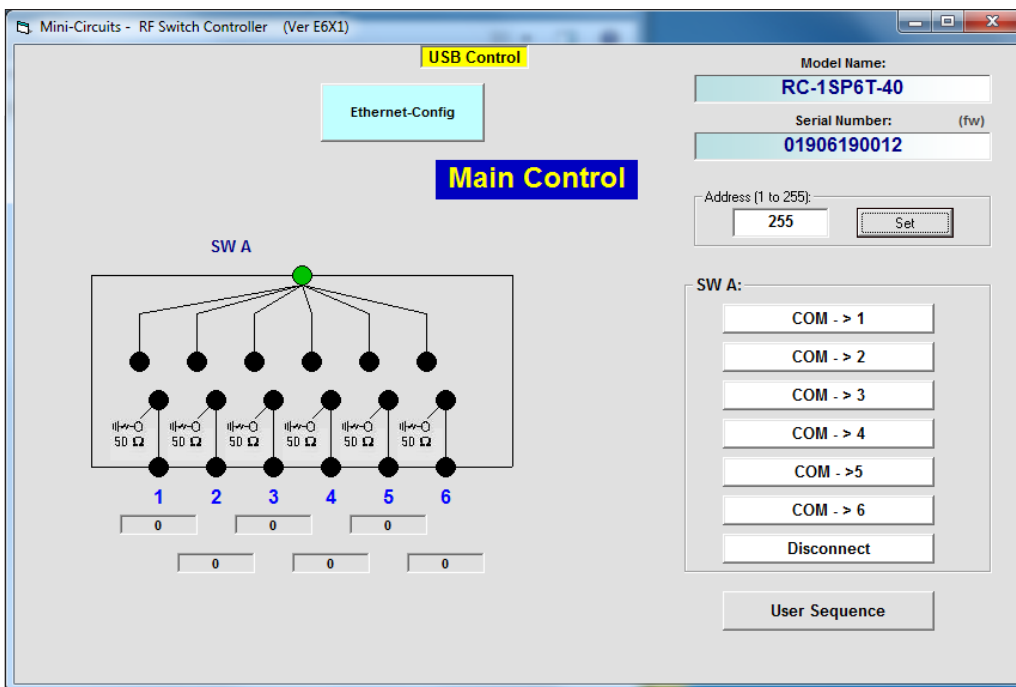 Mini-Circuits - RF Switch Controller (Ver E6X1)
USB Control
Ethernet-Config
Main Control
Model Name:
RC-1SP6T-40
Serial Number: (fw)
01906190012
Address (1 to 255):
255 Set
SW A
50 Ω 50 Ω 50 Ω 50 Ω 50 Ω 50 Ω
1 2 3 4 5 6
0 0 0
0 0 0
SW A:
COM - > 1
COM - > 2
COM - > 3
COM - > 4
COM - >5
COM - > 6
Disconnect
User Sequence